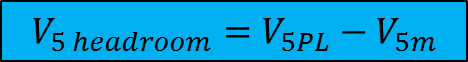 V5 headroom = V5PL − V5m